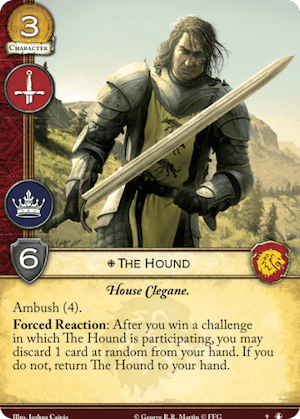 3
Character
6
The Hound
House Clegane.
Ambush (4).
Forced Reaction: After you win a challenge
in which The Hound is participating, you may
discard 1 card at random from your hand. If you
do not, return The Hound to your hand.
Illus. Joshua Cairós
© George R.R. Martin © FFG
9